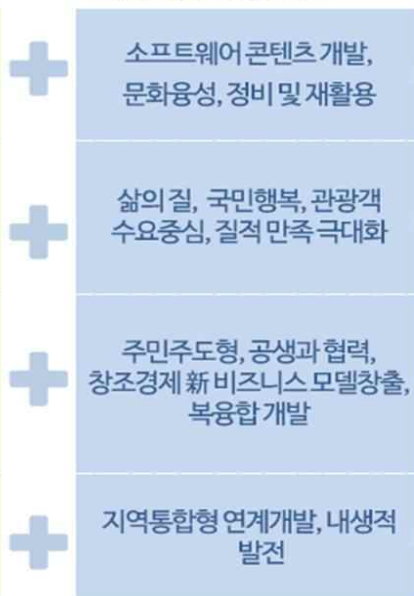 소프트웨어 콘텐츠 개발,
문화융성, 정비 및 재활용
삶의 질, 국민행복, 관광객
수요중심, 질적 만족 극대화
주민주도형, 공생과 협력,
창조경제 新 비즈니스 모델창출,
복융합 개발
지역통합형 연계개발, 내생적
발전